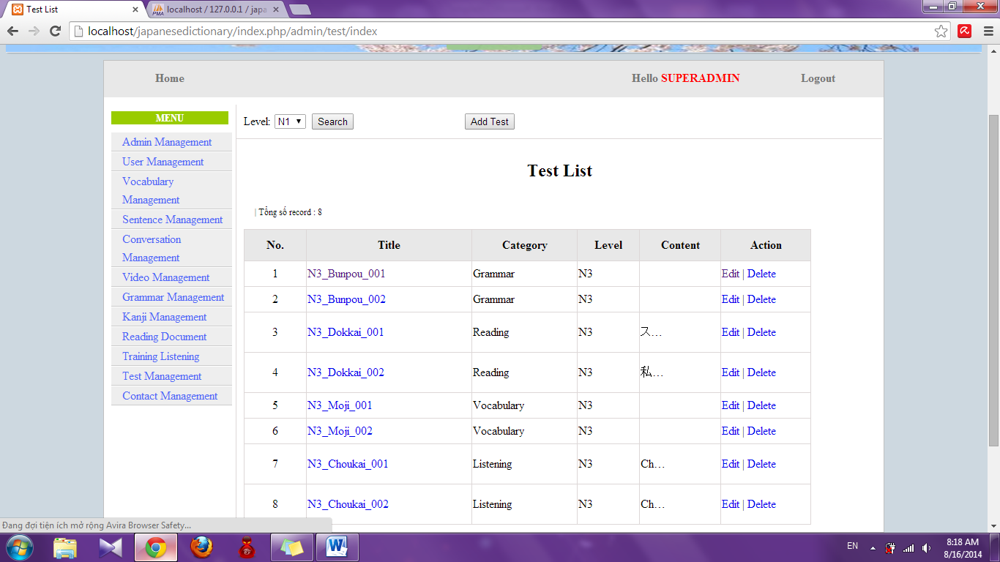 Test List
localhost / 127.0.0.1 / japa
localhost/japanesedictionary/index.php/admin/test/index
Home Hello SUPERADMIN Logout
MENU
Admin Management
User Management
Vocabulary
Management
Sentence Management
Conversation
Management
Video Management
Grammar Management
Kanji Management
Reading Document
Training Listening
Test Management
Contact Management
Level: N1 Search Add Test
Test List
| Tổng số record : 8
No. Title Category Level Content Action
1 N3_Bunpou_001 Grammar N3 Edit | Delete
2 N3_Bunpou_002 Grammar N3 Edit | Delete
3 N3_Dokkai_001 Reading N3 ス... Edit | Delete
4 N3_Dokkai_002 Reading N3 私... Edit | Delete
5 N3_Moji_001 Vocabulary N3 Edit | Delete
6 N3_Moji_002 Vocabulary N3 Edit | Delete
7 N3_Choukai_001 Listening N3 Ch... Edit | Delete
8 N3_Choukai_002 Listening N3 Ch... Edit | Delete
Đang đợi tiện ích mở rộng Avira Browser Safety...
EN 8:18 AM
8/16/2014